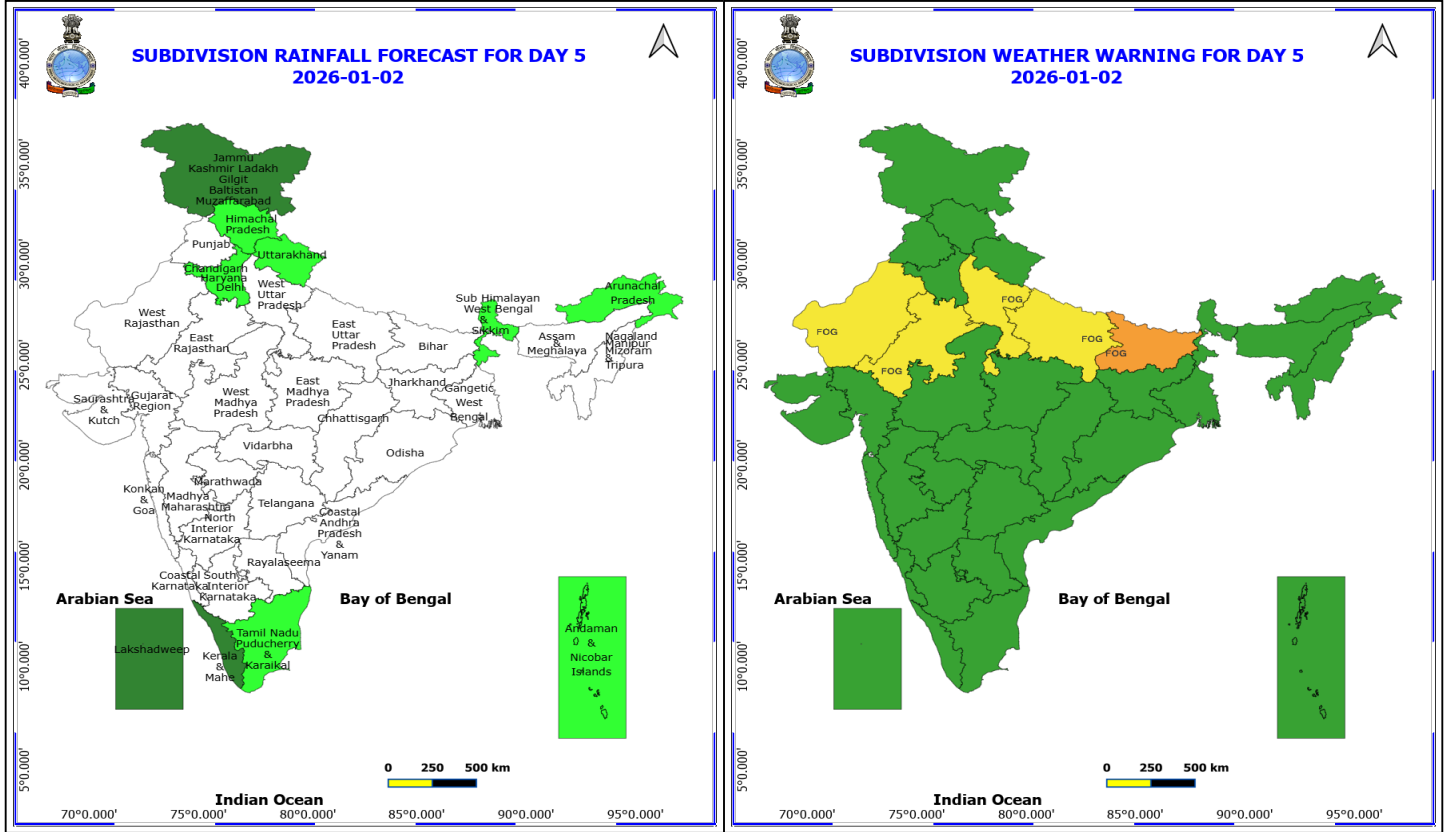 SUBDIVISION RAINFALL FORECAST FOR DAY 5
2026-01-02
40°0.000'
35°0.000'
30°0.000'
25°0.000'
20°0.000'
15°0.000'
10°0.000'
5°0.000'
Jammu
Kashmir Ladakh
Gilgit
Baltistan
Muzaffarabad
Himachal
Pradesh
Punjab
Uttarakhand
Chandigarh
Haryana
Delhi
West
Uttar
Pradesh
Arunachal
Pradesh
Sub Himalayan
West Bengal
&
Sikkim
West
Rajasthan
East
Rajasthan
East
Uttar
Pradesh
Bihar
Assam
&
Meghalaya
Nagaland
Manipur
Mizoram
&
Tripura
Saurashtra
&
Kutch
Gujarat
Region
West
Madhya
Pradesh
East
Madhya
Pradesh
Jharkhand
Gangetic
West
Bengal
Chhattisgarh
Vidarbha
Odisha
Konkan
&
Goa
Madhya
Maharashtra
Marathwada
Telangana
North
Interior
Karnataka
Coastal
Andhra
Pradesh
&
Yanam
Rayalaseema
Coastal
Karnataka
South
Interior
Karnataka
Arabian Sea
Bay of Bengal
Lakshadweep
Kerala
&
Mahe
Tamil Nadu
Puducherry
&
Karaikal
Andaman
&
Nicobar
Islands
0 250 500 km
Indian Ocean
70°0.000' 75°0.000' 80°0.000' 85°0.000' 90°0.000' 95°0.000'
SUBDIVISION WEATHER WARNING FOR DAY 5
2026-01-02
40°0.000'
35°0.000'
30°0.000'
25°0.000'
20°0.000'
15°0.000'
10°0.000'
5°0.000'
FOG
FOG
FOG
FOG
FOG
Arabian Sea
Bay of Bengal
0 250 500 km
Indian Ocean
70°0.000' 75°0.000' 80°0.000' 85°0.000' 90°0.000' 95°0.000'